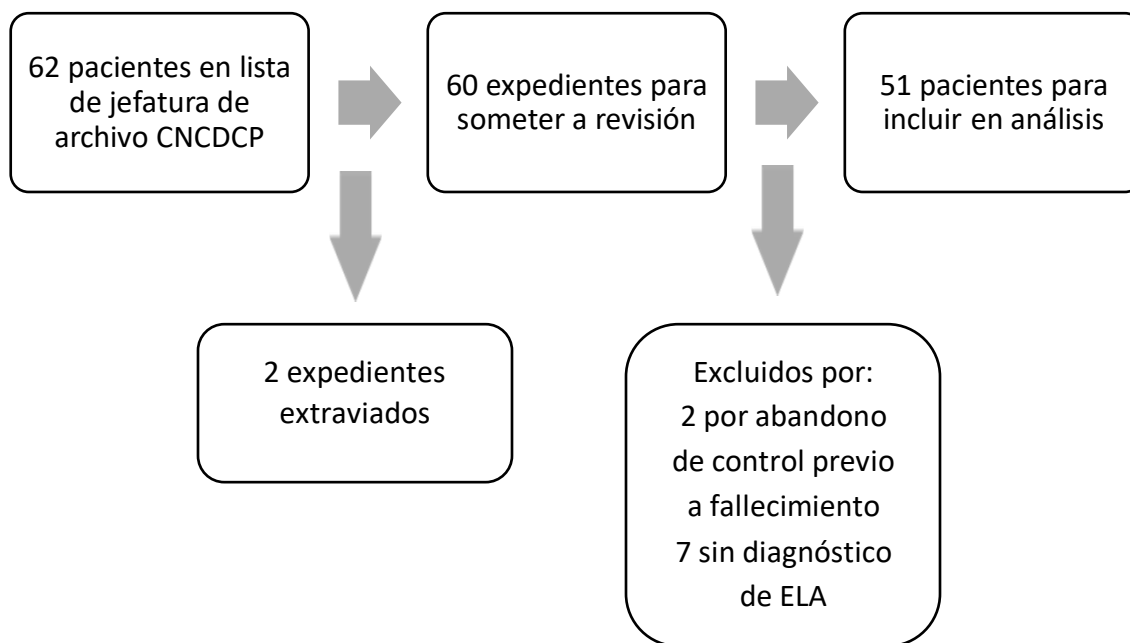 62 pacientes en lista
de jefatura de
archivo CNCDCP
60 expedientes para
someter a revisión
51 pacientes para
incluir en análisis
2 expedientes
extraviados
Excluidos por:
2 por abandono
de control previo
a fallecimiento
7 sin diagnóstico
de ELA